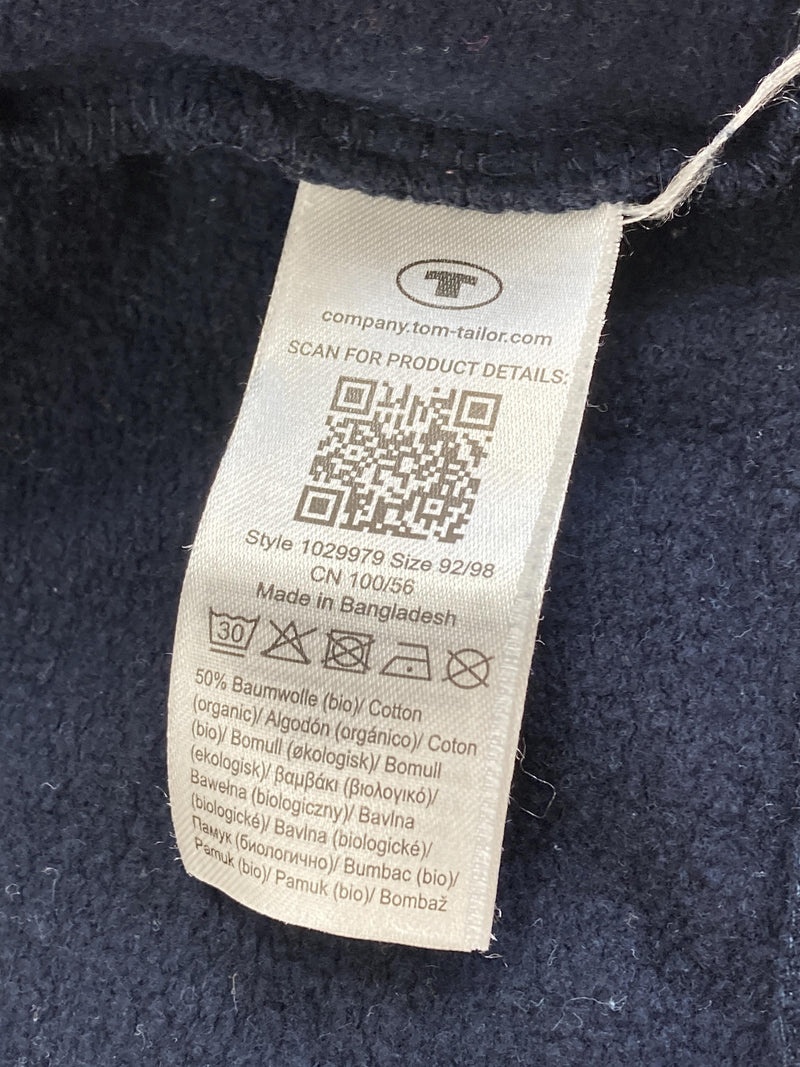 T
company.tom-tailor.com
SCAN FOR PRODUCT DETAILS:
Style 1029979 Size 92/98
CN 100/56
Made in Bangladesh
30
50% Baumwolle (bio)/ Cotton
(organic)/ Algodón (orgánico)/ Coton
(bio)/ Bomull (økologisk)/ Bomull
(ekologisk)/ βαμβάκι (βιολογικό)/
Bawełna (biologiczny)/ Bavlna
(biologické)/ Bavlna (biologické)/
Памук (биологично)/ Bumbac (bio)/
Pamuk (bio)/ Pamuk (bio)/ Bombaž